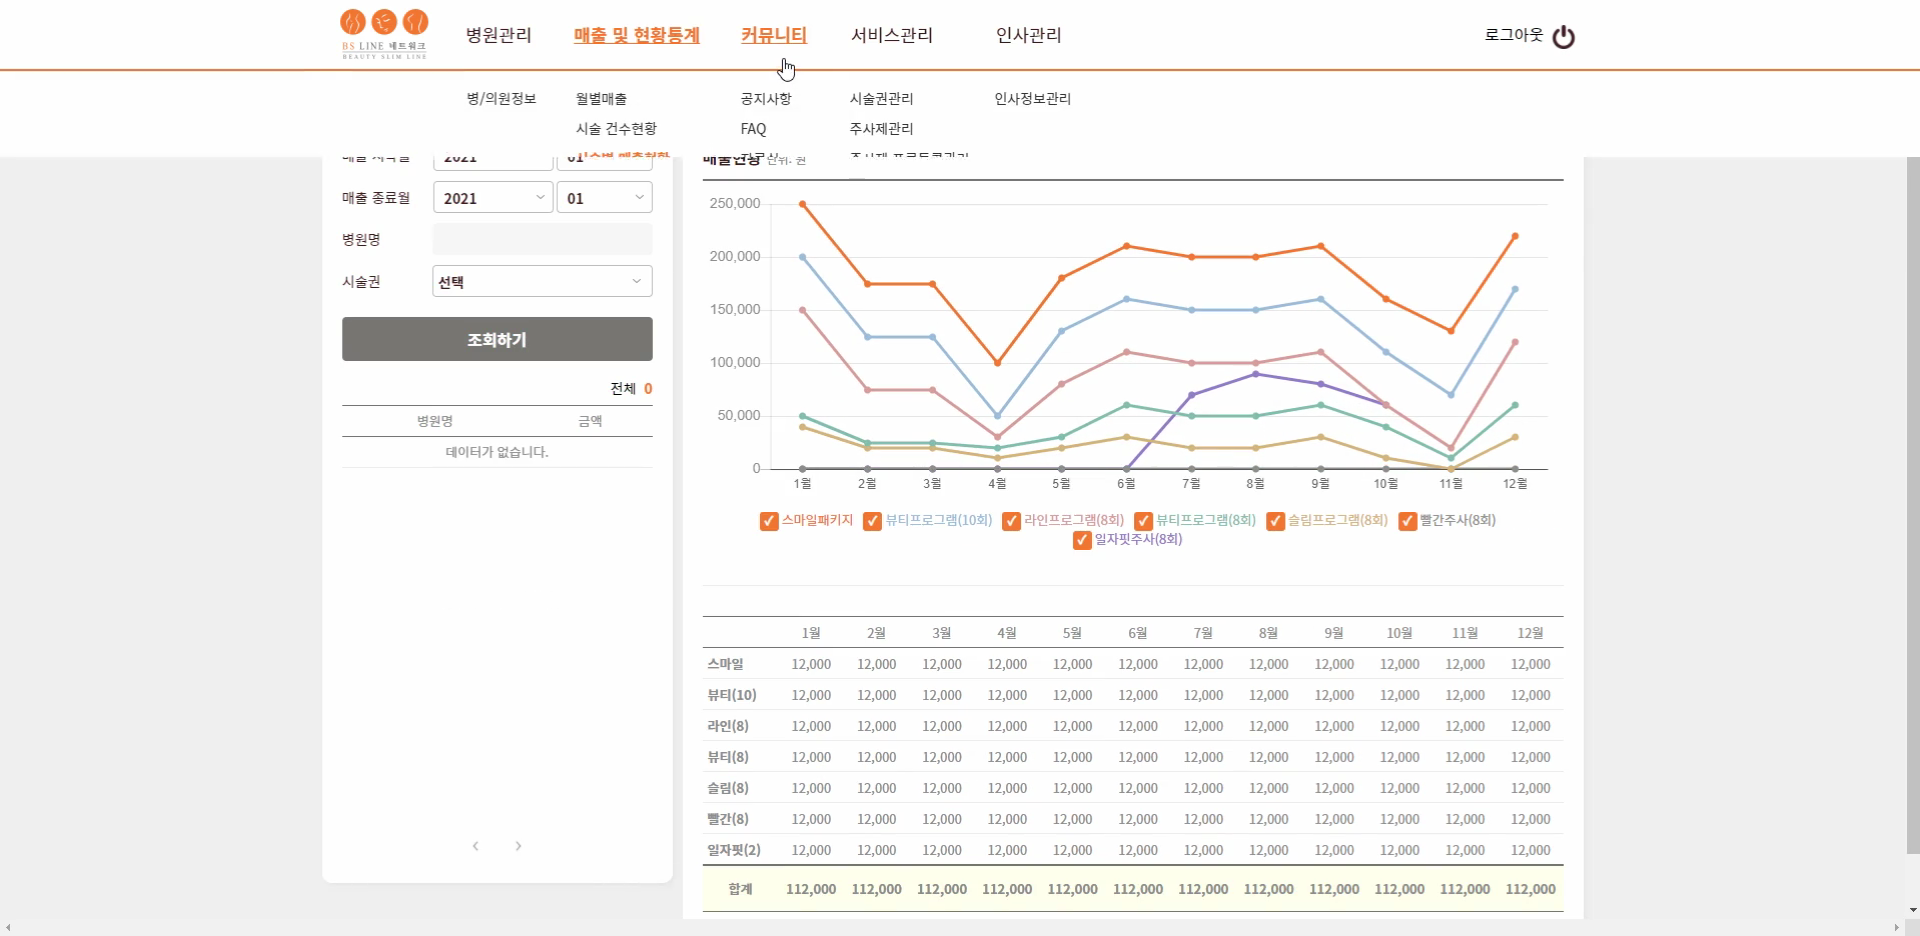 BS LINE 네트워크
BEAUTY SLIM LINE
병원관리 매출 및 현황통계 커뮤니티 서비스관리 인사관리 로그아웃
병/의원정보 월별매출 공지사항 시술권관리 인사정보관리
시술 건수현황 FAQ 주사제관리
2021 01
매출현황 단위: 원
매출 종료월 2021 01
병원명
시술권 선택
조회하기
전체 0
병원명 금액
데이터가 없습니다.
250,000
200,000
150,000
100,000
50,000
0
1월 2월 3월 4월 5월 6월 7월 8월 9월 10월 11월 12월
스마일패키지 뷰티프로그램(10회) 라인프로그램(8회) 뷰티프로그램(8회) 슬림프로그램(8회) 빨간주사(8회)
일자핏주사(8회)
1월 2월 3월 4월 5월 6월 7월 8월 9월 10월 11월 12월
스마일 12,000 12,000 12,000 12,000 12,000 12,000 12,000 12,000 12,000 12,000 12,000 12,000
뷰티(10) 12,000 12,000 12,000 12,000 12,000 12,000 12,000 12,000 12,000 12,000 12,000 12,000
라인(8) 12,000 12,000 12,000 12,000 12,000 12,000 12,000 12,000 12,000 12,000 12,000 12,000
뷰티(8) 12,000 12,000 12,000 12,000 12,000 12,000 12,000 12,000 12,000 12,000 12,000 12,000
슬림(8) 12,000 12,000 12,000 12,000 12,000 12,000 12,000 12,000 12,000 12,000 12,000 12,000
빨간(8) 12,000 12,000 12,000 12,000 12,000 12,000 12,000 12,000 12,000 12,000 12,000 12,000
일자핏(2) 12,000 12,000 12,000 12,000 12,000 12,000 12,000 12,000 12,000 12,000 12,000 12,000
합계 112,000 112,000 112,000 112,000 112,000 112,000 112,000 112,000 112,000 112,000 112,000 112,000